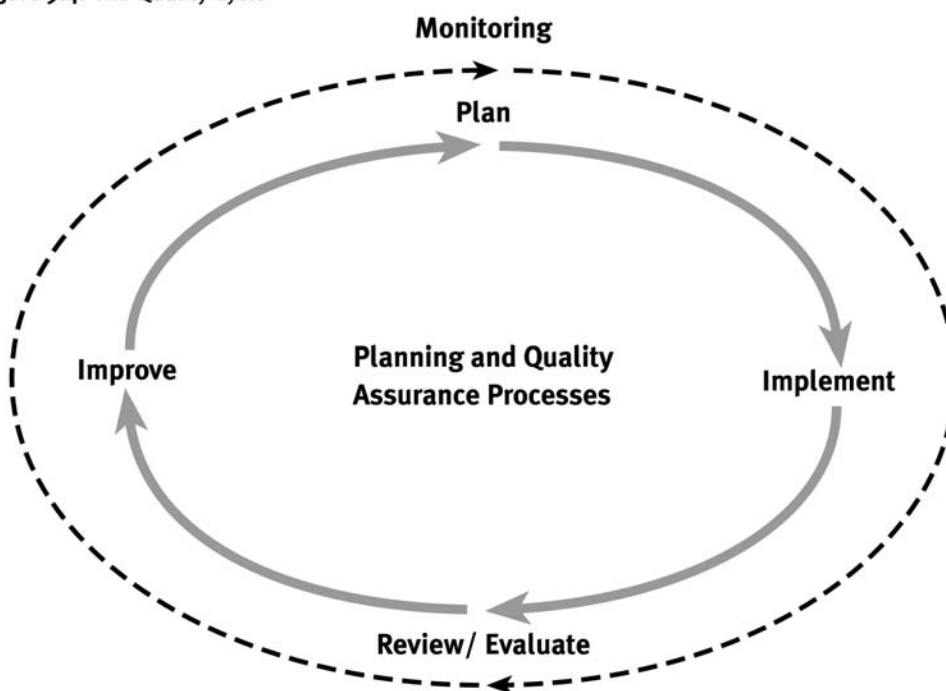 Monitoring
Plan
Improve
Planning and Quality
Assurance Processes
Implement
Review/ Evaluate